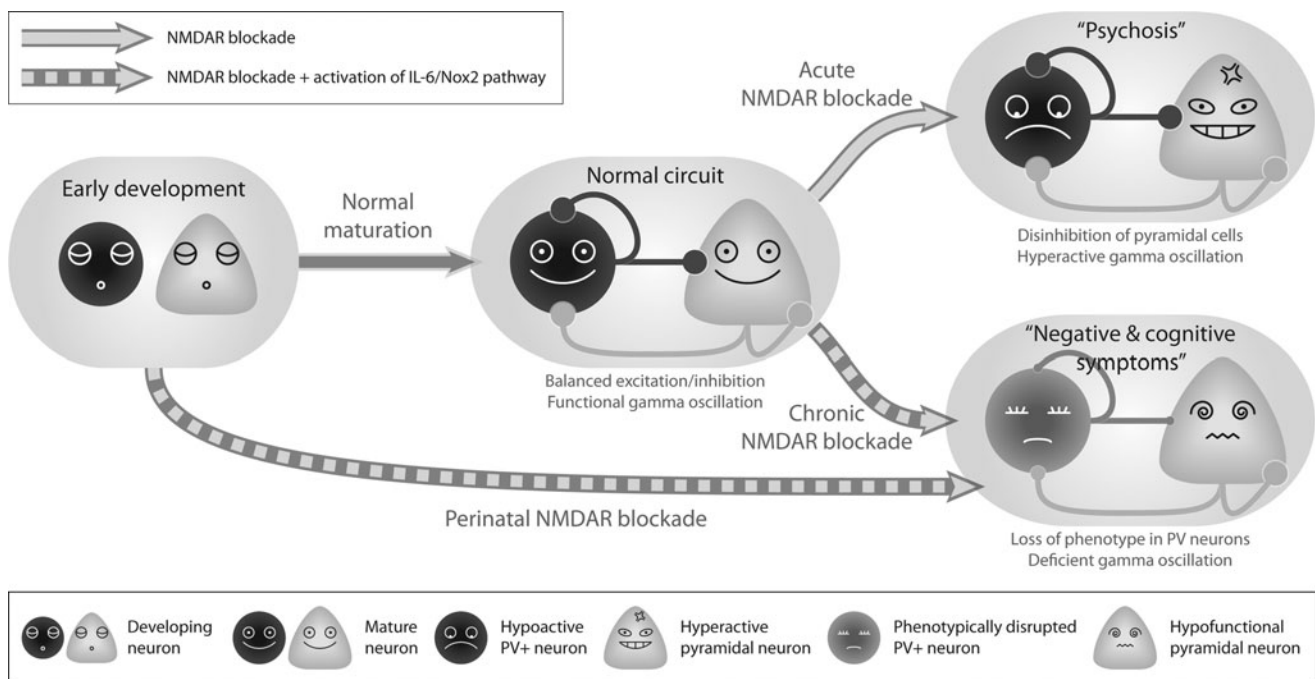 NMDAR blockade
NMDAR blockade + activation of IL-6/Nox2 pathway
Early development
Normal
maturation
Normal circuit
Balanced excitation/inhibition
Functional gamma oscillation
Acute
NMDAR blockade
“Psychosis”
Disinhibition of pyramidal cells
Hyperactive gamma oscillation
Chronic
NMDAR blockade
“Negative & cognitive
symptoms”
Loss of phenotype in PV neurons
Deficient gamma oscillation
Perinatal NMDAR blockade
Developing
neuron
Mature
neuron
Hypoactive
PV+ neuron
Hyperactive
pyramidal neuron
Phenotypically disrupted
PV+ neuron
Hypofunctional
pyramidal neuron